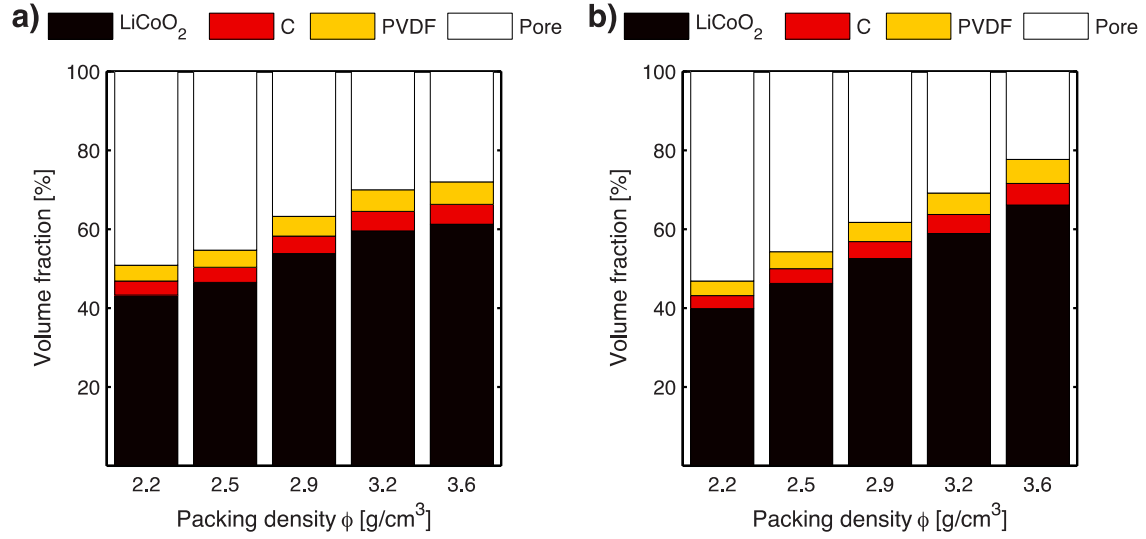 a) LiCoO₂ C PVDF Pore
100
80
60
40
20
Volume fraction [%]
2.2 2.5 2.9 3.2 3.6
Packing density ϕ [g/cm³]
b) LiCoO₂ C PVDF Pore
100
80
60
40
20
Volume fraction [%]
2.2 2.5 2.9 3.2 3.6
Packing density ϕ [g/cm³]